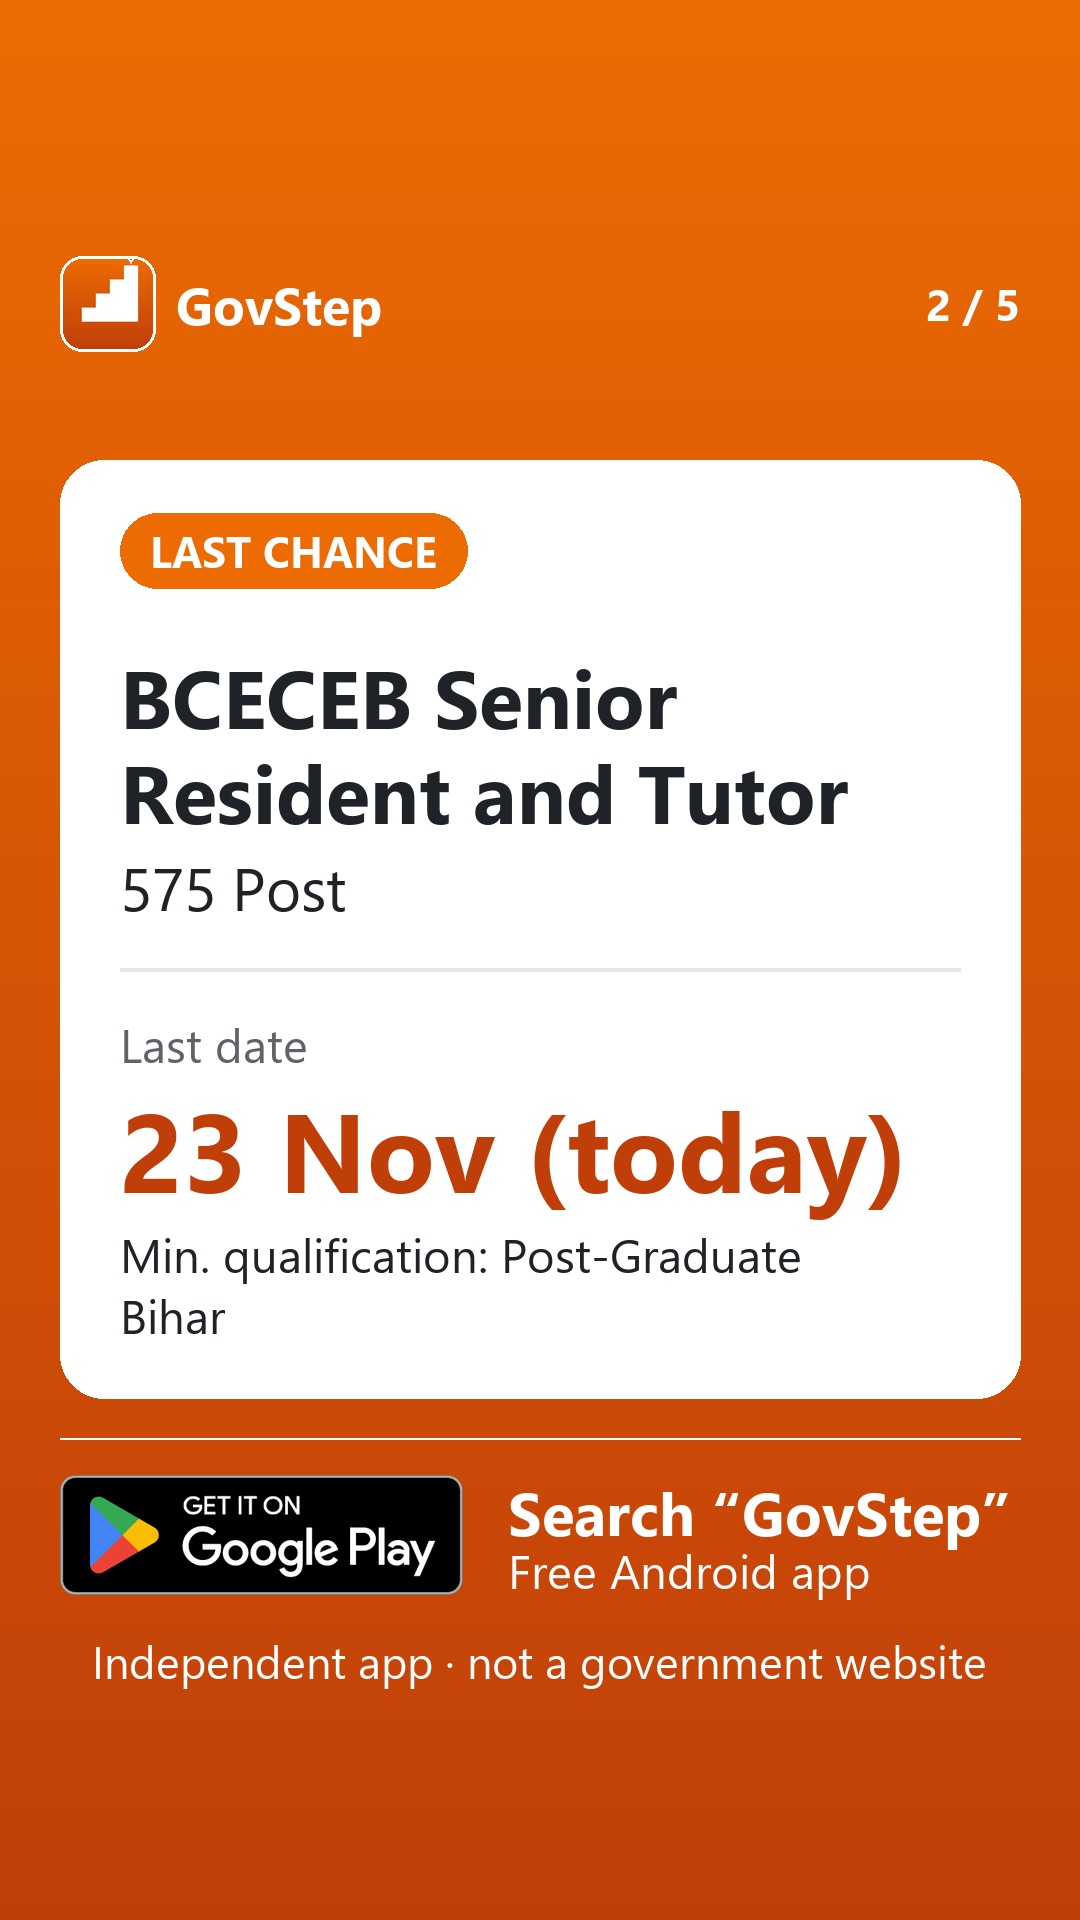 GovStep
2 / 5
LAST CHANCE
BCECEB Senior
Resident and Tutor
575 Post
Last date
23 Nov (today)
Min. qualification: Post-Graduate
Bihar
GET IT ON
Google Play
Search “GovStep”
Free Android app
Independent app · not a government website